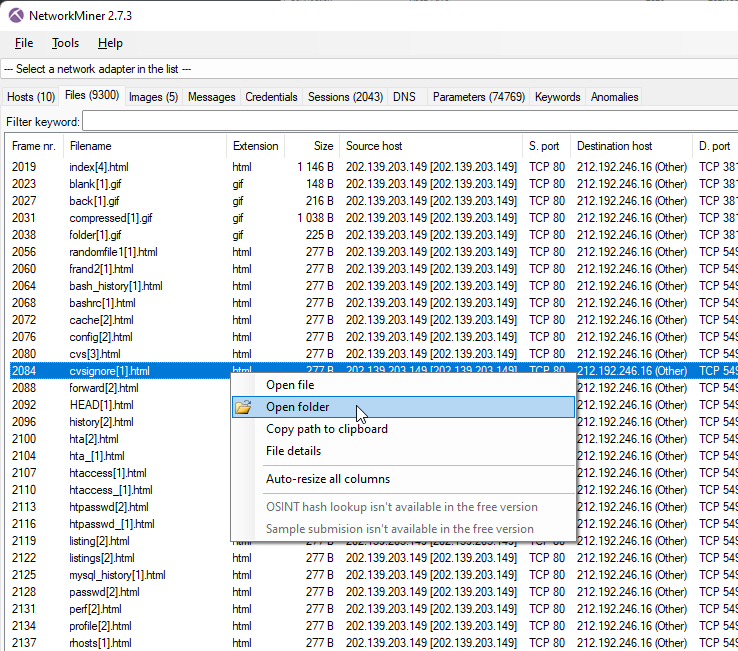 NetworkMiner 2.7.3
File Tools Help
--- Select a network adapter in the list ---
Hosts (10) Files (9300) Images (5) Messages Credentials Sessions (2043) DNS Parameters (74769) Keywords Anomalies
Filter keyword:
Frame nr. Filename Extension Size Source host S. port Destination host D. port
2019 index[4].html html 1 146 B 202.139.203.149 [202.139.203.149] TCP 80 212.192.246.16 (Other) TCP 381
2023 blank[1].gif gif 148 B 202.139.203.149 [202.139.203.149] TCP 80 212.192.246.16 (Other) TCP 381
2027 back[1].gif gif 216 B 202.139.203.149 [202.139.203.149] TCP 80 212.192.246.16 (Other) TCP 381
2031 compressed[1].gif gif 1 038 B 202.139.203.149 [202.139.203.149] TCP 80 212.192.246.16 (Other) TCP 381
2038 folder[1].gif gif 225 B 202.139.203.149 [202.139.203.149] TCP 80 212.192.246.16 (Other) TCP 381
2056 randomfile1[1].html html 277 B 202.139.203.149 [202.139.203.149] TCP 80 212.192.246.16 (Other) TCP 549
2060 frand2[1].html html 277 B 202.139.203.149 [202.139.203.149] TCP 80 212.192.246.16 (Other) TCP 549
2064 bash_history[1].html html 277 B 202.139.203.149 [202.139.203.149] TCP 80 212.192.246.16 (Other) TCP 549
2068 bashrc[1].html html 277 B 202.139.203.149 [202.139.203.149] TCP 80 212.192.246.16 (Other) TCP 549
2072 cache[2].html html 277 B 202.139.203.149 [202.139.203.149] TCP 80 212.192.246.16 (Other) TCP 549
2076 config[2].html html 277 B 202.139.203.149 [202.139.203.149] TCP 80 212.192.246.16 (Other) TCP 549
2080 cvs[3].html html 277 B 202.139.203.149 [202.139.203.149] TCP 80 212.192.246.16 (Other) TCP 549
2084 cvsignore[1].html html 277 B 202.139.203.149 [202.139.203.149] TCP 80 212.192.246.16 (Other) TCP 549
2088 forward[2].html Open file 212.192.246.16 (Other) TCP 549
2092 HEAD[1].html Open folder 212.192.246.16 (Other) TCP 549
2096 history[2].html Copy path to clipboard 212.192.246.16 (Other) TCP 549
2100 hta[2].html File details 212.192.246.16 (Other) TCP 549
2104 hta_[1].html 212.192.246.16 (Other) TCP 549
2107 htaccess[1].html Auto-resize all columns 212.192.246.16 (Other) TCP 549
2110 htaccess_[1].html 212.192.246.16 (Other) TCP 549
2113 htpasswd[2].html OSINT hash lookup isn't available in the free version 212.192.246.16 (Other) TCP 549
2116 htpasswd_[1].html Sample submision isn't available in the free version 212.192.246.16 (Other) TCP 549
2119 listing[2].html html 277 B 202.139.203.149 [202.139.203.149] TCP 80 212.192.246.16 (Other) TCP 549
2122 listings[2].html html 277 B 202.139.203.149 [202.139.203.149] TCP 80 212.192.246.16 (Other) TCP 549
2125 mysql_history[1].html html 277 B 202.139.203.149 [202.139.203.149] TCP 80 212.192.246.16 (Other) TCP 549
2128 passwd[2].html html 277 B 202.139.203.149 [202.139.203.149] TCP 80 212.192.246.16 (Other) TCP 549
2131 perf[2].html html 277 B 202.139.203.149 [202.139.203.149] TCP 80 212.192.246.16 (Other) TCP 549
2134 profile[2].html html 277 B 202.139.203.149 [202.139.203.149] TCP 80 212.192.246.16 (Other) TCP 549
2137 rhosts[1].html html 277 B 202.139.203.149 [202.139.203.149] TCP 80 212.192.246.16 (Other) TCP 549